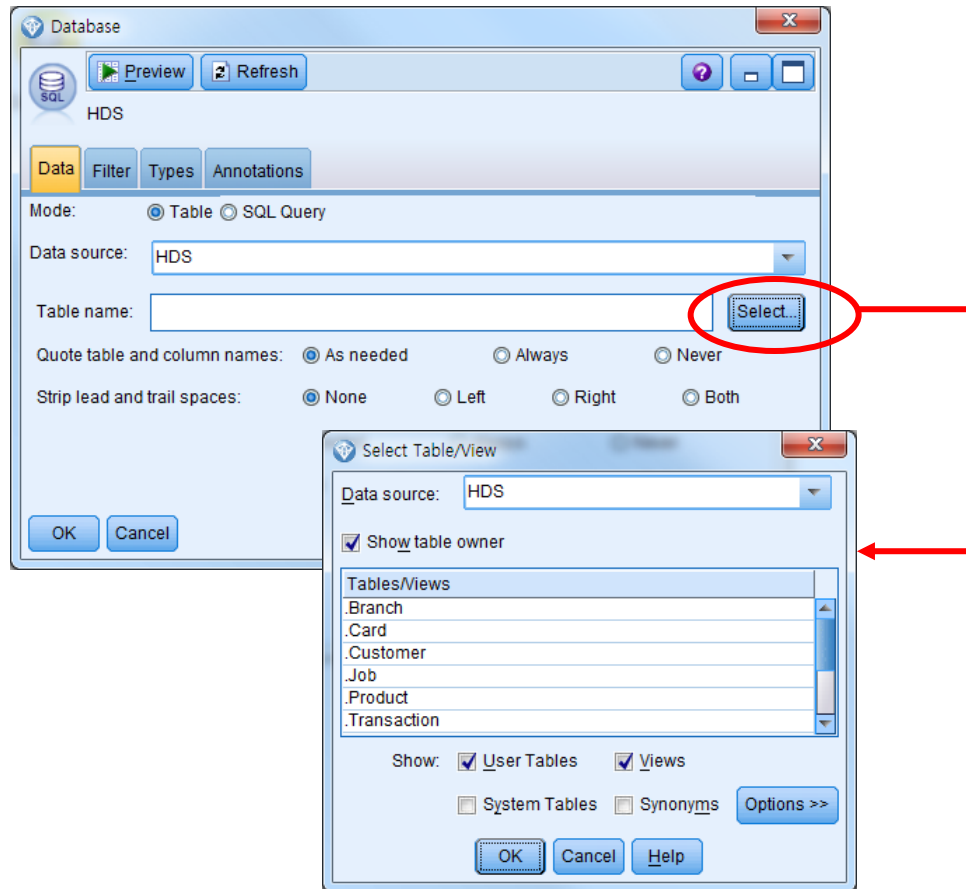 Database
Preview Refresh
SQL
HDS
Data Filter Types Annotations
Mode: Table SQL Query
Data source: HDS
Table name: Select...
Quote table and column names: As needed Always Never
Strip lead and trail spaces: None Left Right Both
OK Cancel
Select Table/View
Data source: HDS
Show table owner
Tables/Views
.Branch
.Card
.Customer
.Job
.Product
.Transaction
Show: User Tables Views
System Tables Synonyms Options >>
OK Cancel Help